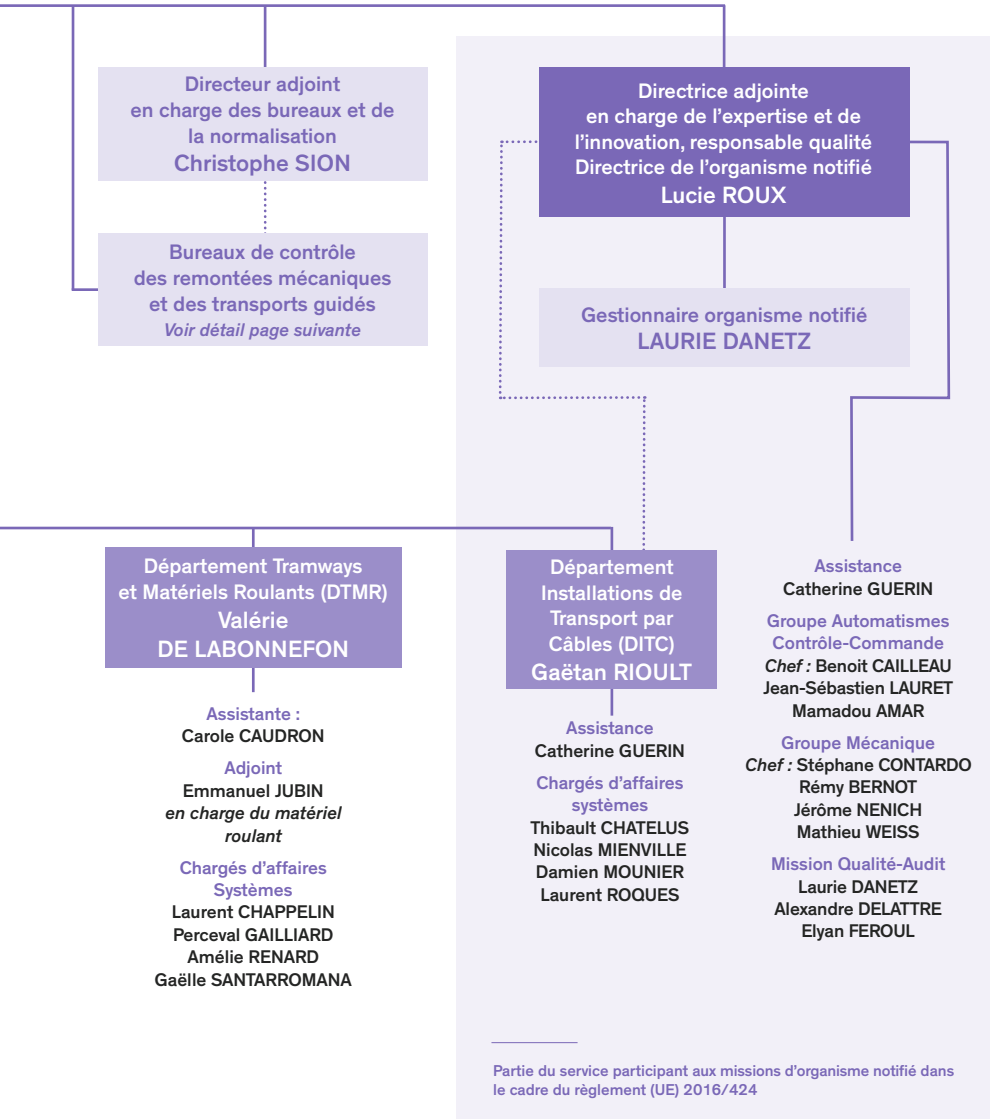 Directeur adjoint
en charge des bureaux et de
la normalisation
Christophe SION
Bureaux de contrôle
des remontées mécaniques
et des transports guidés
Voir détail page suivante
Directrice adjointe
en charge de l'expertise et de
l'innovation, responsable qualité
Directrice de l'organisme notifié
Lucie ROUX
Gestionnaire organisme notifié
LAURIE DANETZ
Département Tramways
et Matériels Roulants (DTMR)
Valérie
DE LABONNEFON
Assistante :
Carole CAUDRON
Adjoint
Emmanuel JUBIN
en charge du matériel
roulant
Chargés d'affaires
Systèmes
Laurent CHAPPELIN
Perceval GAILLIARD
Amélie RENARD
Gaëlle SANTARROMANA
Département
Installations de
Transport par
Câbles (DITC)
Gaëtan RIOULT
Assistance
Catherine GUERIN
Chargés d'affaires
systèmes
Thibault CHATELUS
Nicolas MIENVILLE
Damien MOUNIER
Laurent ROQUES
Assistance
Catherine GUERIN
Groupe Automatismes
Contrôle-Commande
Chef : Benoit CAILLEAU
Jean-Sébastien LAURET
Mamadou AMAR
Groupe Mécanique
Chef : Stéphane CONTARDO
Rémy BERNOT
Jérôme NENICH
Mathieu WEISS
Mission Qualité-Audit
Laurie DANETZ
Alexandre DELATTRE
Elyan FEROUL
Partie du service participant aux missions d'organisme notifié dans
le cadre du règlement (UE) 2016/424